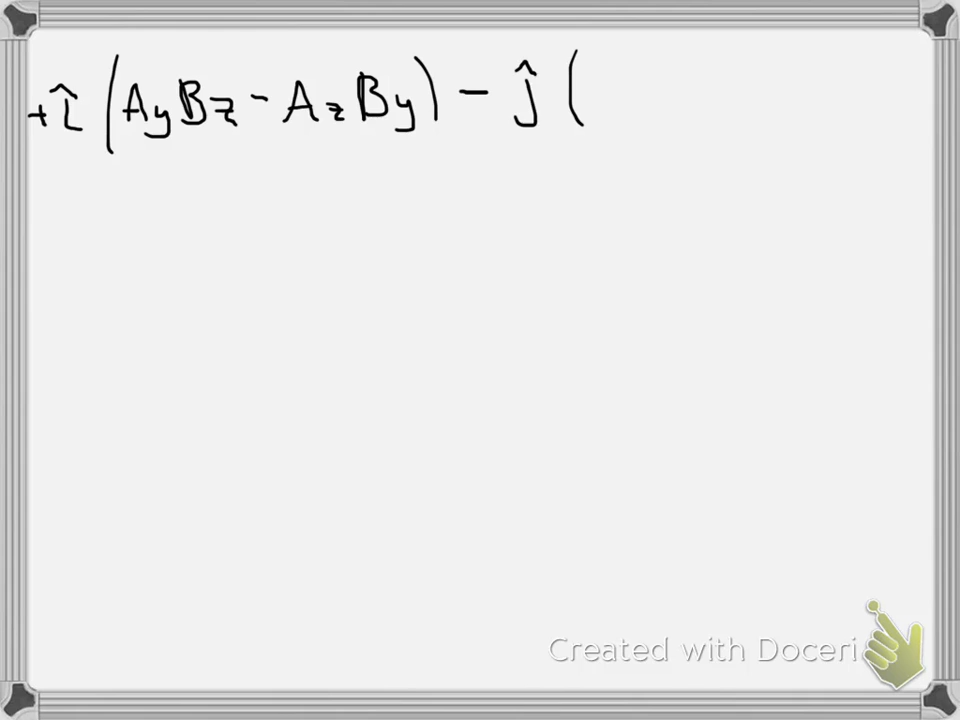 +î (AyBz - AzBy) - ĵ (
Created with Doceri